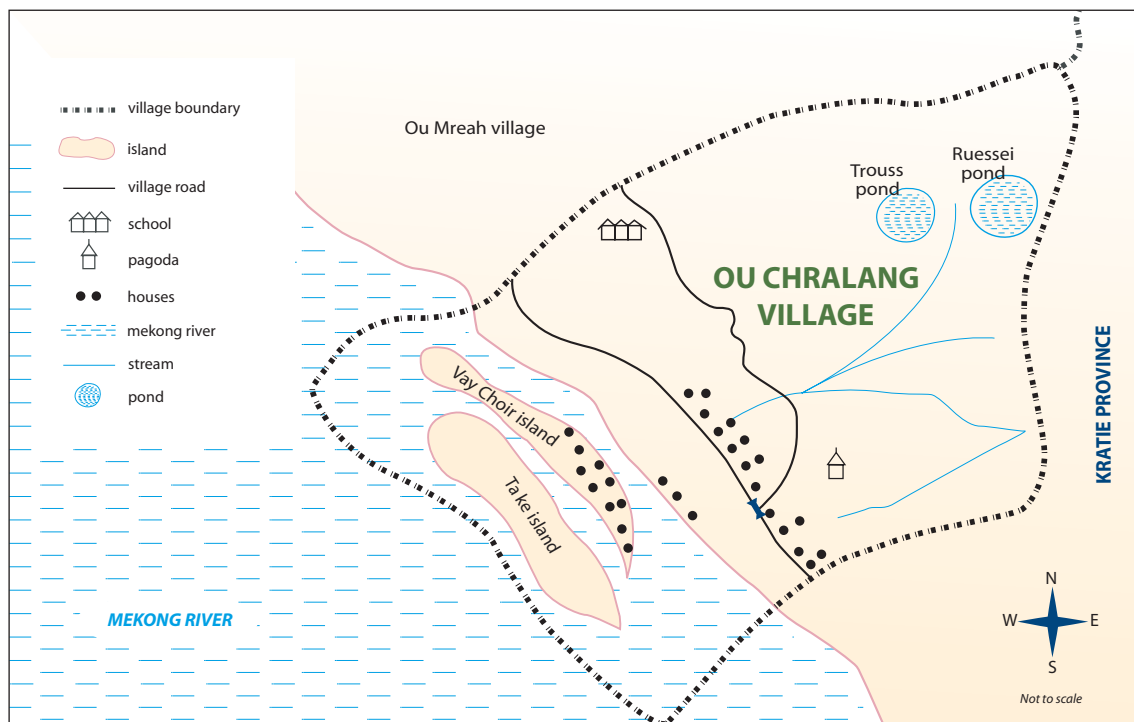 village boundary
island
village road
school
pagoda
houses
mekong river
stream
pond
Ou Mreah village
Trouss
pond
Ruessei
pond
OU CHRALANG
VILLAGE
Vay Choir island
Ta ke island
KRATIE PROVINCE
MEKONG RIVER
N
W
E
S
Not to scale